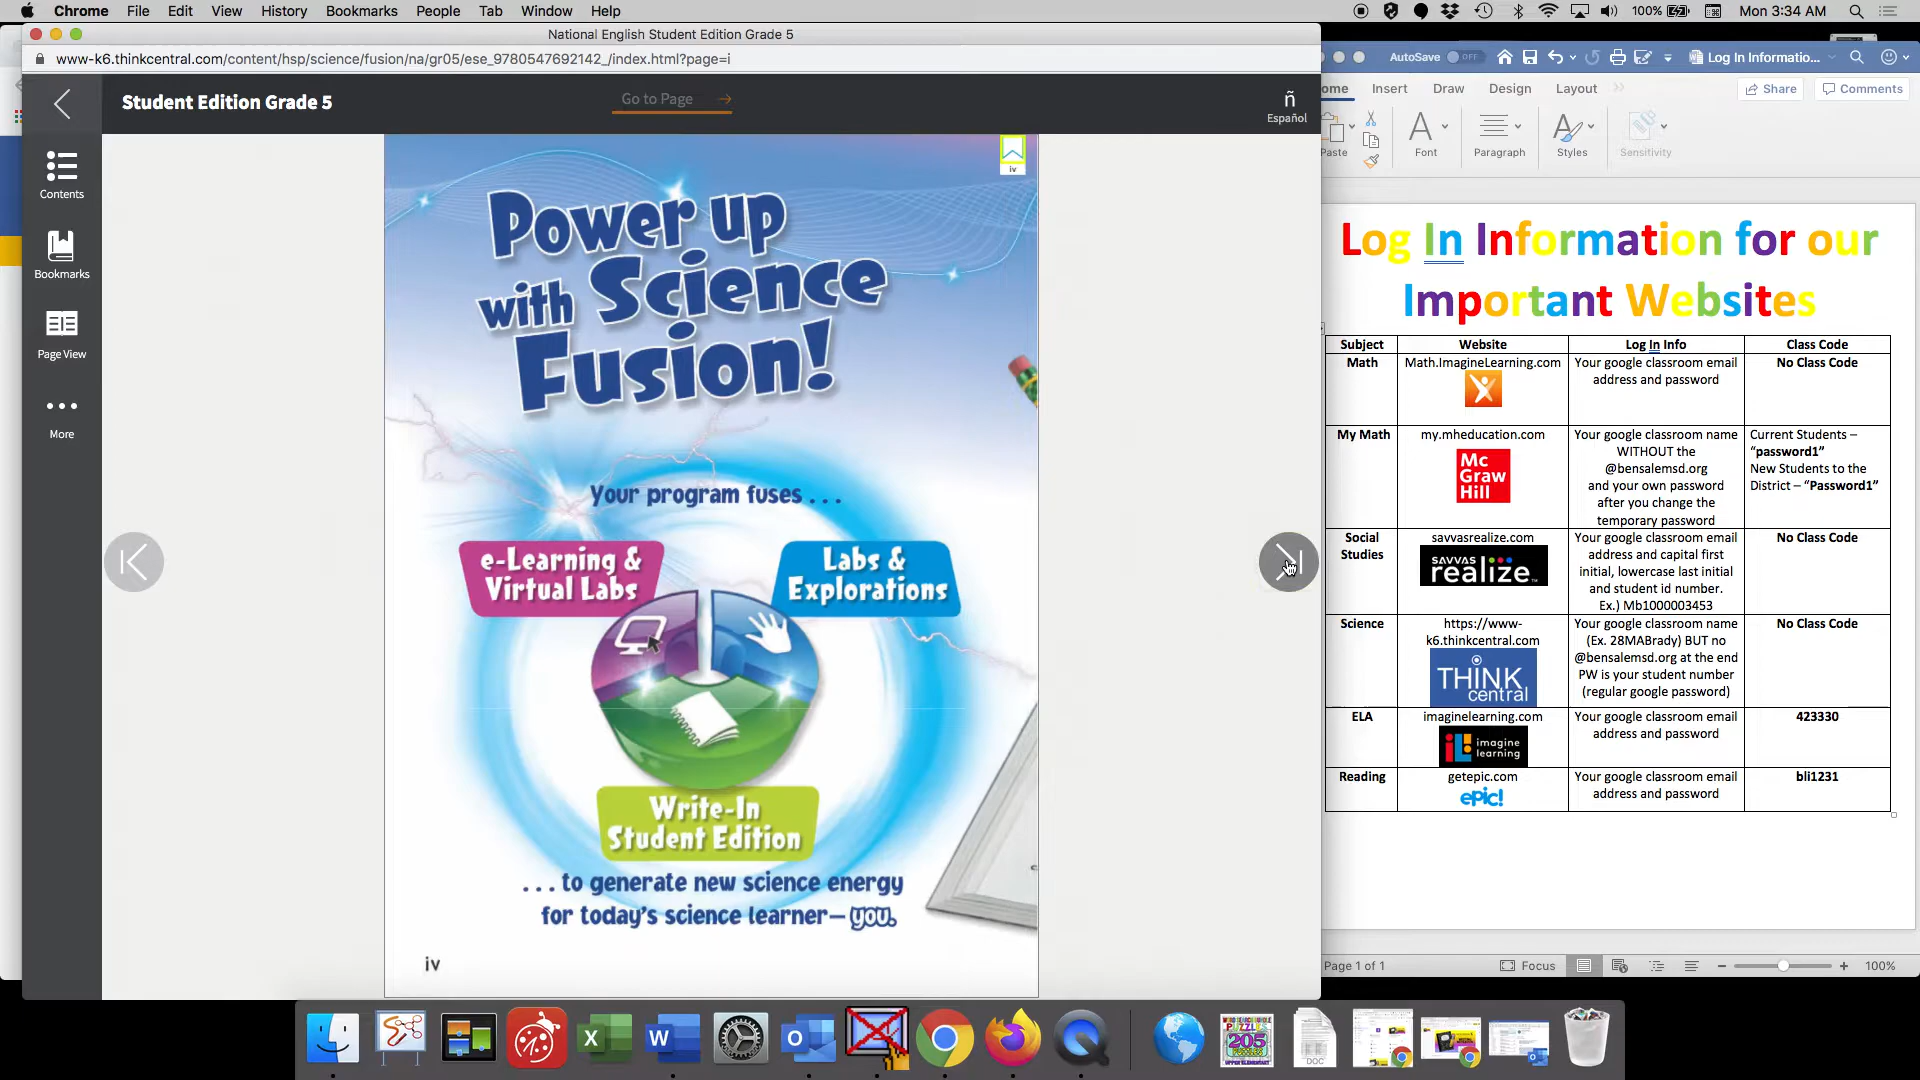 Chrome File Edit View History Bookmarks People Tab Window Help
100% Mon 3:34 AM
National English Student Edition Grade 5
www-k6.thinkcentral.com/content/hsp/science/fusion/na/gr05/ese_9780547692142_/index.html?page=i
Student Edition Grade 5
Go to Page
ñ
Español
Contents
Bookmarks
Page View
More
iv
Power up
with Science
Fusion!
Your program fuses . . .
e-Learning &
Virtual Labs
Labs &
Explorations
Write-In
Student Edition
. . . to generate new science energy
for today's science learner—you.
iv
AutoSave OFF
Log In Informatio...
ome Insert Draw Design Layout
Share Comments
Paste Font Paragraph Styles Sensitivity
Log In Information for our
Important Websites
Subject Website Log In Info Class Code
Math Math.ImagineLearning.com Your google classroom email No Class Code
address and password
My Math my.mheducation.com Your google classroom name Current Students –
WITHOUT the "password1"
Mc
Graw
Hill
@bensalemsd.org New Students to the
and your own password District – "Password1"
after you change the
temporary password
Social savvasrealize.com Your google classroom email No Class Code
Studies SAVVAS address and capital first
realize initial, lowercase last initial
and student id number.
Ex.) Mb1000003453
Science https://www- Your google classroom name No Class Code
k6.thinkcentral.com (Ex. 28MABrady) BUT no
THINK @bensalemsd.org at the end
central PW is your student number
(regular google password)
ELA imaginelearning.com Your google classroom email 423330
imagine address and password
learning
Reading getepic.com Your google classroom email bli1231
epic! address and password
Page 1 of 1 Focus 100%
WORD SEARCH PUZZLES
205
DOC